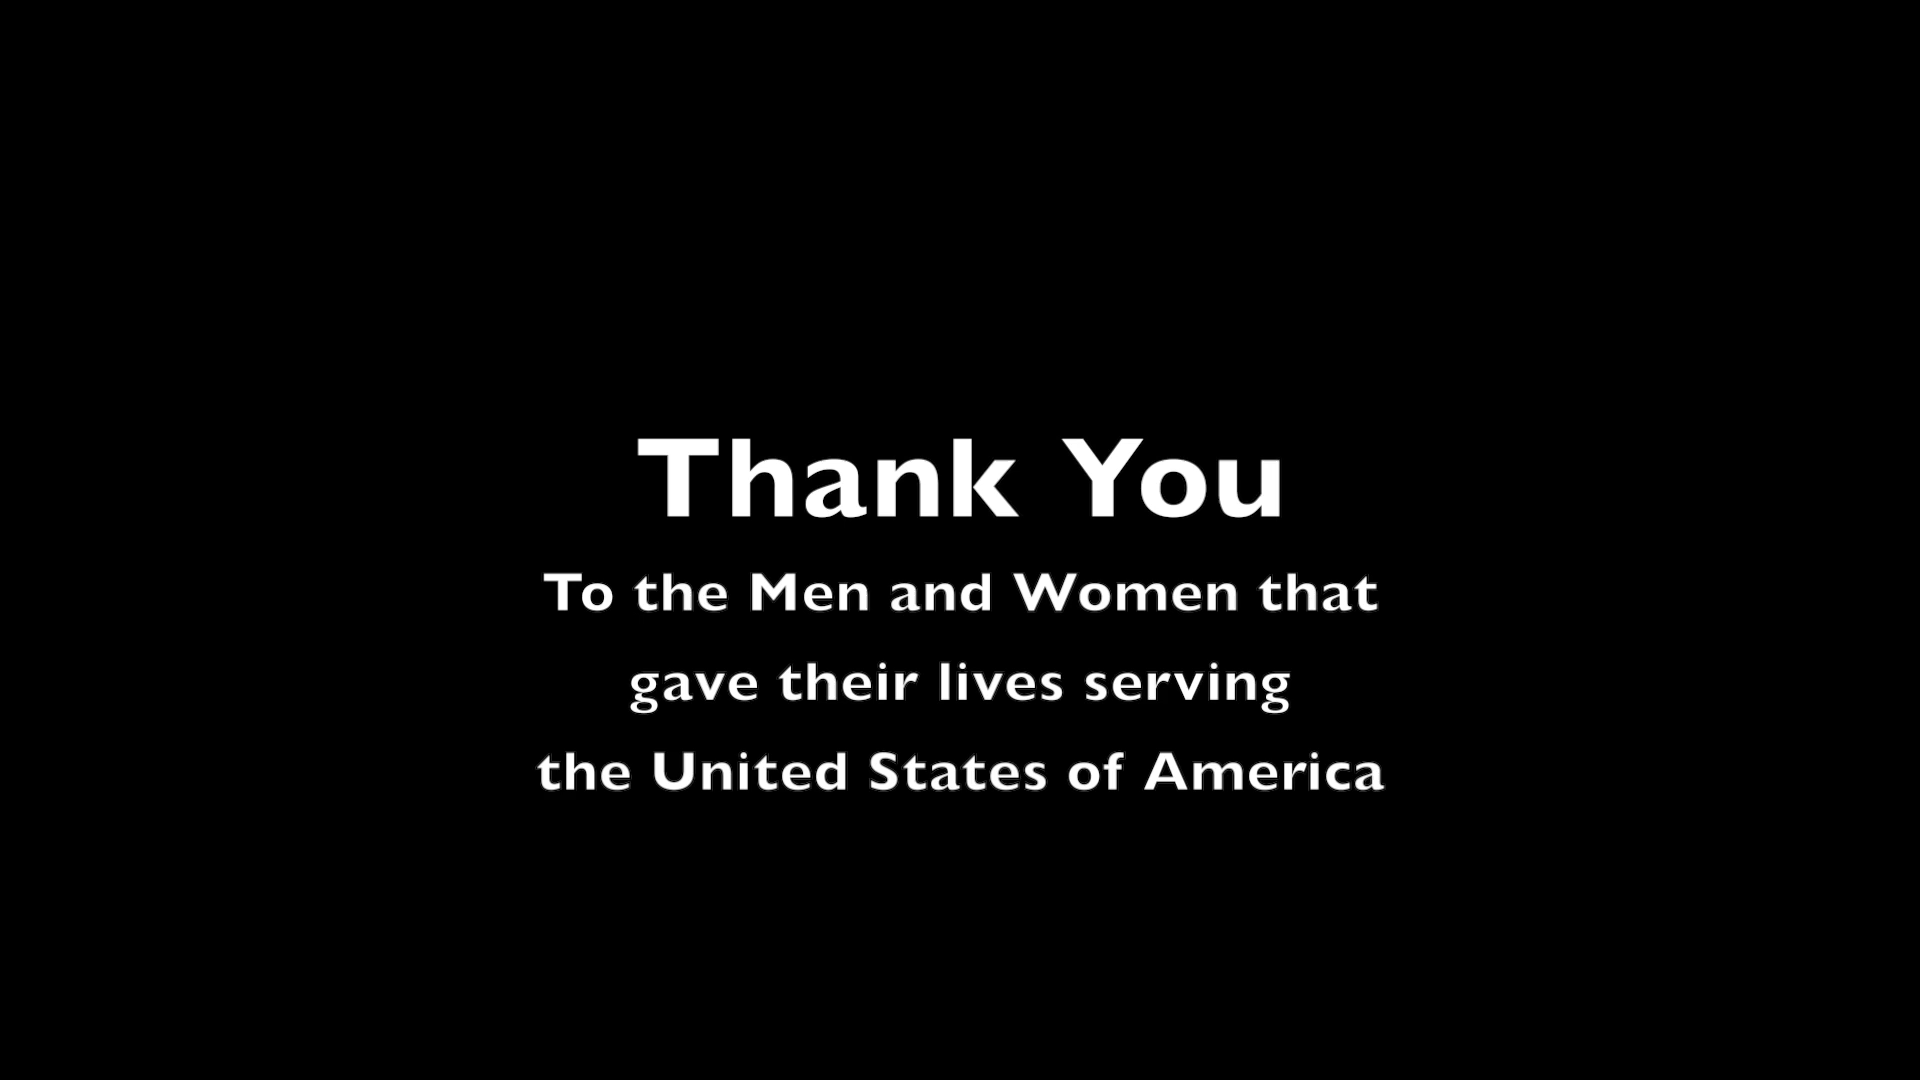 Thank You
To the Men and Women that
gave their lives serving
the United States of America